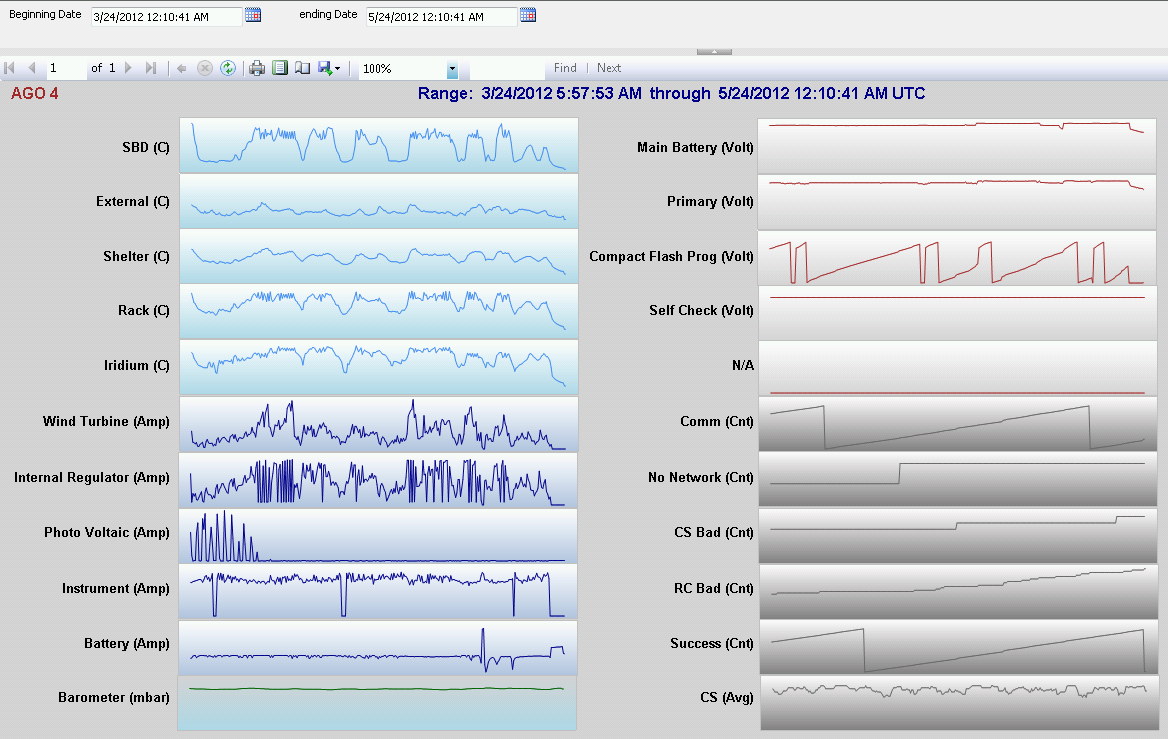 Beginning Date 3/24/2012 12:10:41 AM ending Date 5/24/2012 12:10:41 AM
1 of 1 100% Find | Next
AGO 4
Range: 3/24/2012 5:57:53 AM through 5/24/2012 12:10:41 AM UTC
SBD (C)
External (C)
Shelter (C)
Rack (C)
Iridium (C)
Wind Turbine (Amp)
Internal Regulator (Amp)
Photo Voltaic (Amp)
Instrument (Amp)
Battery (Amp)
Barometer (mbar)
Main Battery (Volt)
Primary (Volt)
Compact Flash Prog (Volt)
Self Check (Volt)
N/A
Comm (Cnt)
No Network (Cnt)
CS Bad (Cnt)
RC Bad (Cnt)
Success (Cnt)
CS (Avg)